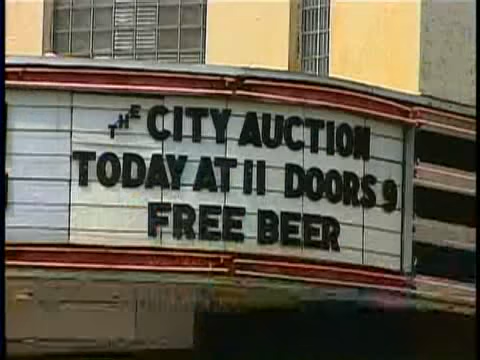 THE CITY AUCTION
TODAY AT 11 DOORS 9
FREE BEER